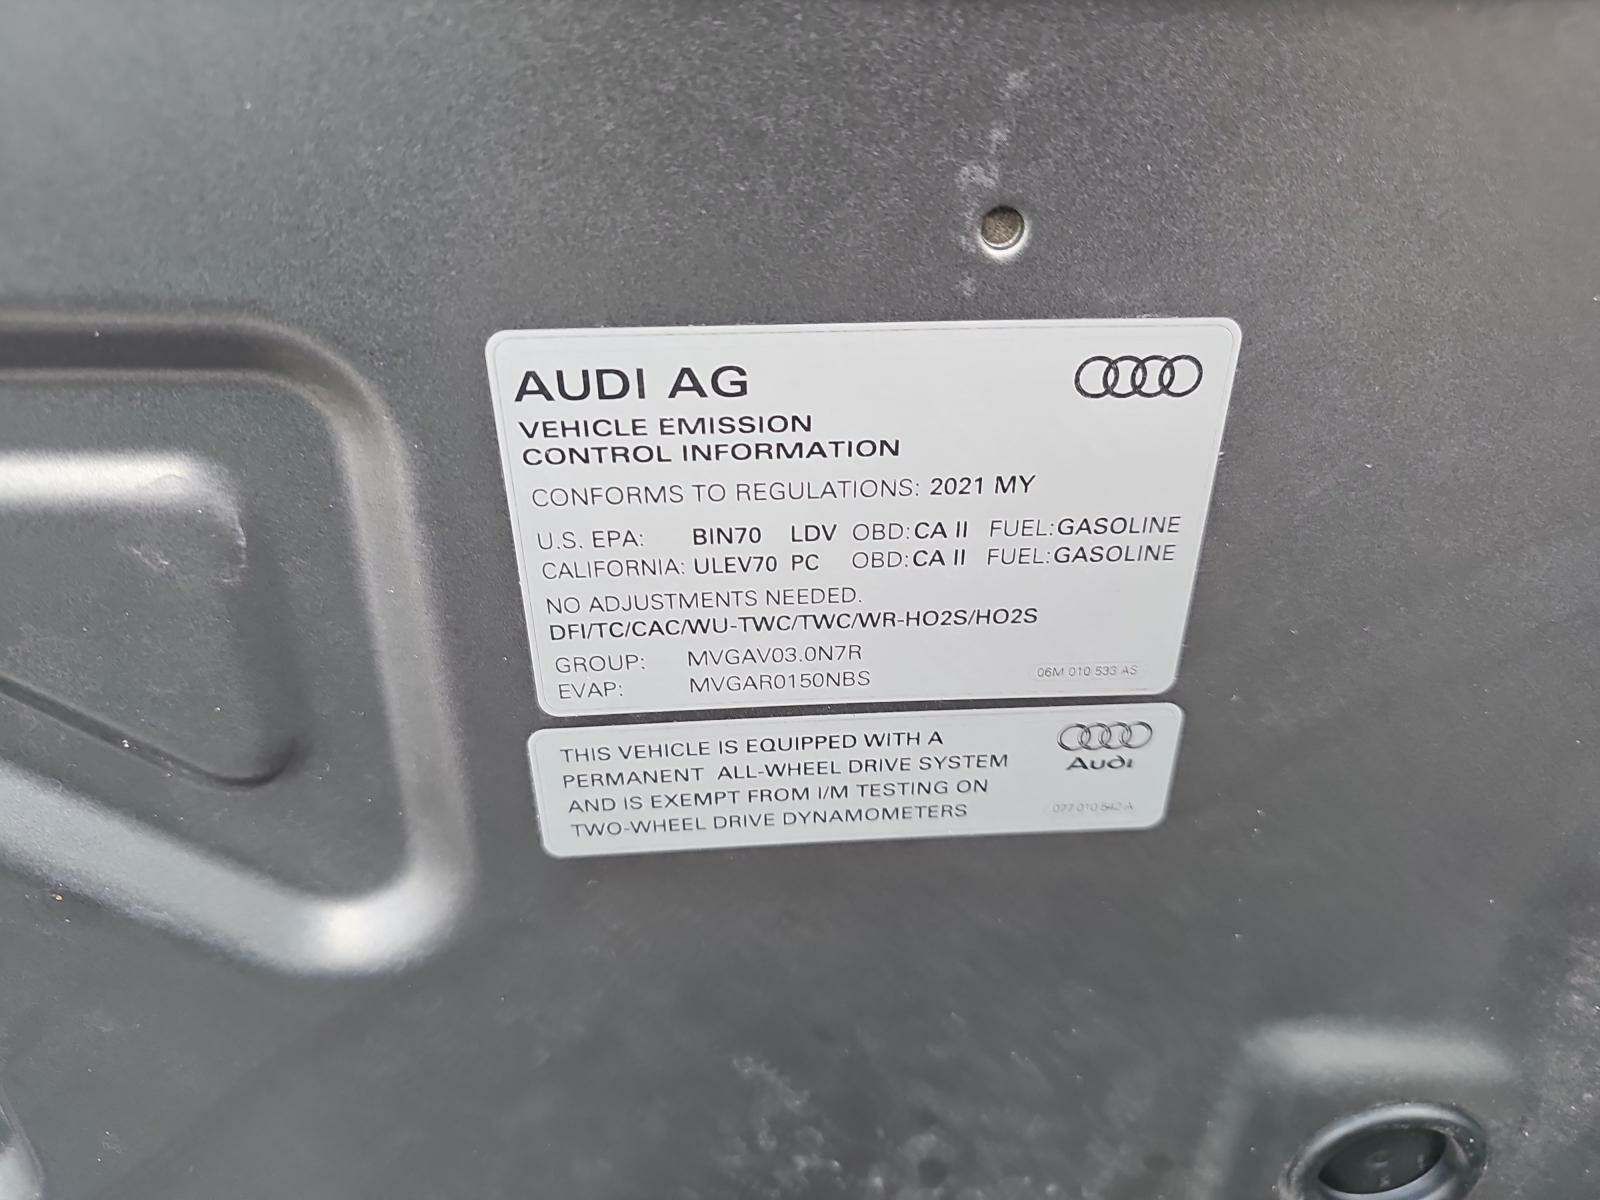 AUDI AG
VEHICLE EMISSION
CONTROL INFORMATION
CONFORMS TO REGULATIONS: 2021 MY
U.S. EPA: BIN70 LDV OBD: CA II FUEL: GASOLINE
CALIFORNIA: ULEV70 PC OBD: CA II FUEL: GASOLINE
NO ADJUSTMENTS NEEDED.
DFI/TC/CAC/WU-TWC/TWC/WR-HO2S/HO2S
GROUP: MVGAV03.0N7R
EVAP: MVGAR0150NBS
06M 010 533 AS
THIS VEHICLE IS EQUIPPED WITH A
PERMANENT ALL-WHEEL DRIVE SYSTEM
AND IS EXEMPT FROM I/M TESTING ON
TWO-WHEEL DRIVE DYNAMOMETERS
Audi
077 010 542 A